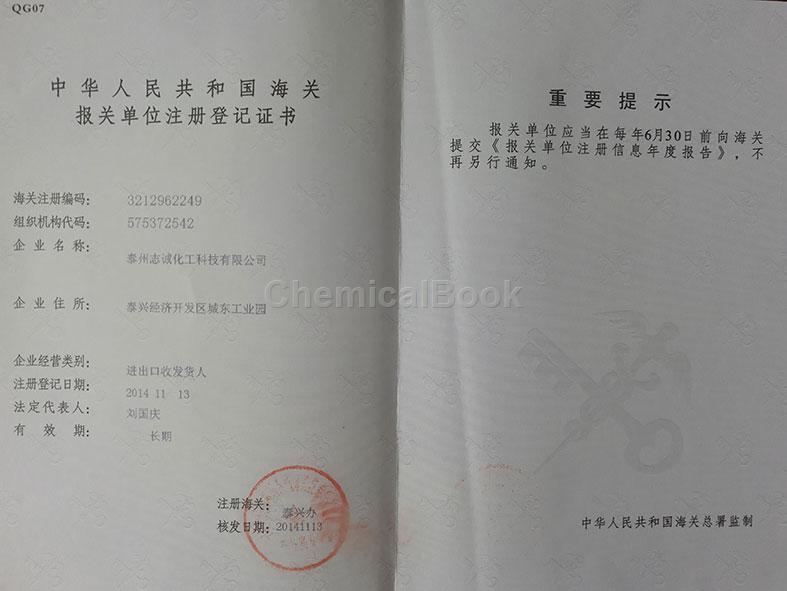 QG07
中华人民共和国海关
报关单位注册登记证书
海关注册编码： 3212962249
组织机构代码： 575372542
企业名称： 泰州志诚化工科技有限公司
企业住所： 泰兴经济开发区城东工业园
企业经营类别： 进出口收发货人
注册登记日期： 2014 11 13
法定代表人： 刘国庆
有效期： 长期
注册海关： 泰兴办
核发日期： 20141113
重要提示
报关单位应当在每年6月30日前向海关
提交《报关单位注册信息年度报告》，不
再另行通知。
中华人民共和国海关总署监制
ChemicalBook